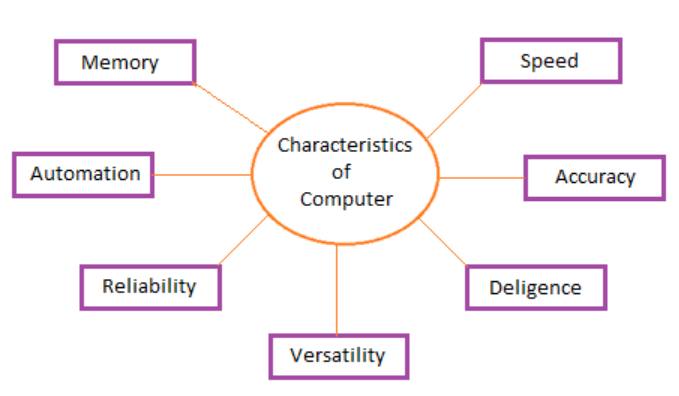 Memory
Speed
Characteristics
of
Computer
Automation
Accuracy
Reliability
Deligence
Versatility